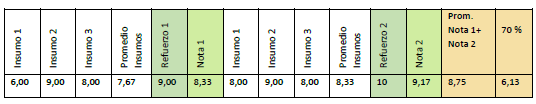 Insumo 1
Insumo 2
Insumo 3
Promedio Insumos
Refuerzo 1
Nota 1
Insumo 1
Insumo 2
Insumo 3
Promedio Insumos
Refuerzo 2
Nota 2
Prom.
Nota 1+
Nota 2
70 %
6,00 9,00 8,00 7,67 9,00 8,33 8,00 9,00 8,00 8,33 10 9,17 8,75 6,13